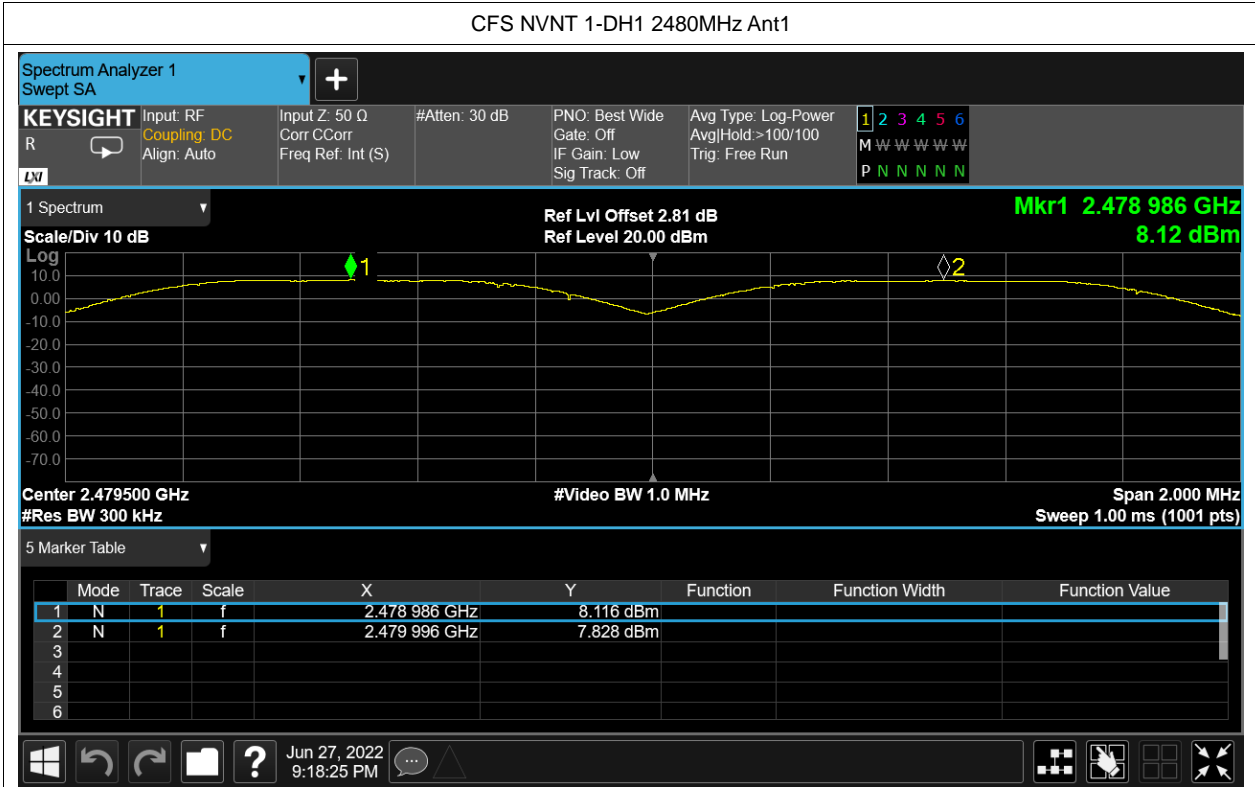 CFS NVNT 1-DH1 2480MHz Ant1
Spectrum Analyzer 1
Swept SA
KEYSIGHT
R
LXI
Input: RF
Coupling: DC
Align: Auto
Input Z: 50 Ω
Corr CCorr
Freq Ref: Int (S)
#Atten: 30 dB
PNO: Best Wide
Gate: Off
IF Gain: Low
Sig Track: Off
Avg Type: Log-Power
Avg|Hold:>100/100
Trig: Free Run
1 2 3 4 5 6
M W W W W W
P N N N N N
1 Spectrum
Scale/Div 10 dB
Ref Lvl Offset 2.81 dB
Ref Level 20.00 dBm
Mkr1 2.478 986 GHz
8.12 dBm
Log
10.0
0.00
-10.0
-20.0
-30.0
-40.0
-50.0
-60.0
-70.0
1
2
Center 2.479500 GHz
#Res BW 300 kHz
#Video BW 1.0 MHz
Span 2.000 MHz
Sweep 1.00 ms (1001 pts)
5 Marker Table
Mode Trace Scale X Y Function Function Width Function Value
1 N 1 f 2.478 986 GHz 8.116 dBm
2 N 1 f 2.479 996 GHz 7.828 dBm
3
4
5
6
?
Jun 27, 2022
9:18:25 PM